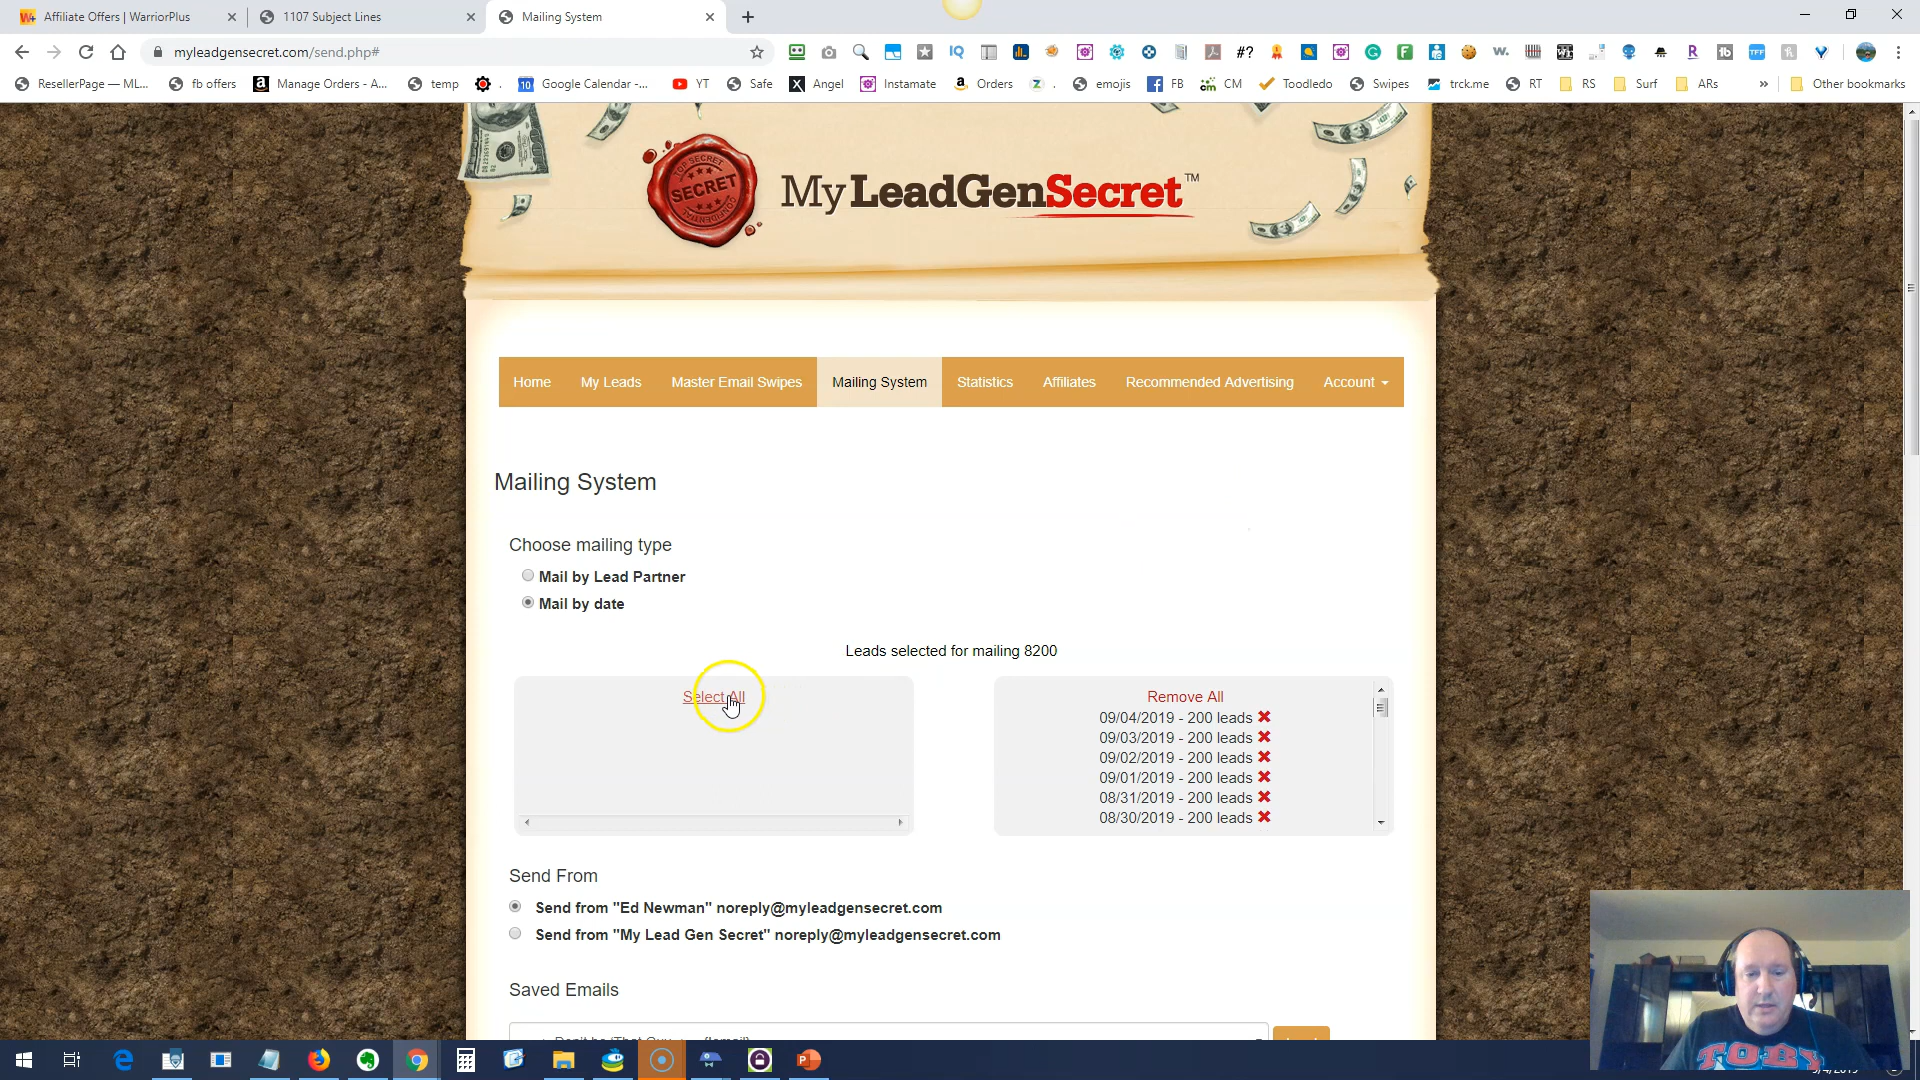 Affiliate Offers | WarriorPlus
1107 Subject Lines
Mailing System
myleadgensecret.com/send.php#
ResellerPage — ML...
fb offers
Manage Orders - A...
temp
.
Google Calendar -...
YT
Safe
Angel
Instamate
Orders
.
emojis
FB
CM
Toodledo
Swipes
trck.me
RT
RS
Surf
ARs
»
Other bookmarks
TOP SECRET
SECRET
CONFIDENTIAL
MyLeadGenSecret™
Home
My Leads
Master Email Swipes
Mailing System
Statistics
Affiliates
Recommended Advertising
Account
Mailing System
Choose mailing type
Mail by Lead Partner
Mail by date
Leads selected for mailing 8200
Select All
Remove All
09/04/2019 - 200 leads
09/03/2019 - 200 leads
09/02/2019 - 200 leads
09/01/2019 - 200 leads
08/31/2019 - 200 leads
08/30/2019 - 200 leads
Send From
Send from "Ed Newman" noreply@myleadgensecret.com
Send from "My Lead Gen Secret" noreply@myleadgensecret.com
Saved Emails
TOBY